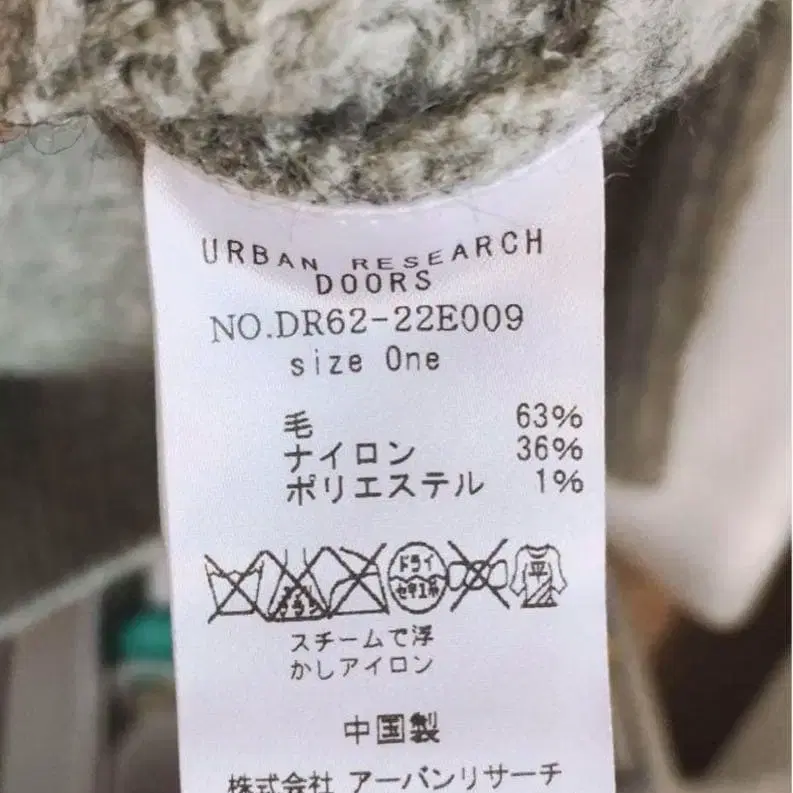 URBAN RESEARCH
DOORS
NO.DR62-22E009
size One
毛 63%
ナイロン 36%
ポリエステル 1%
ドライ
セキユ系
平
スチームで浮
かしアイロン
中国製
株式会社 アーバンリサーチ